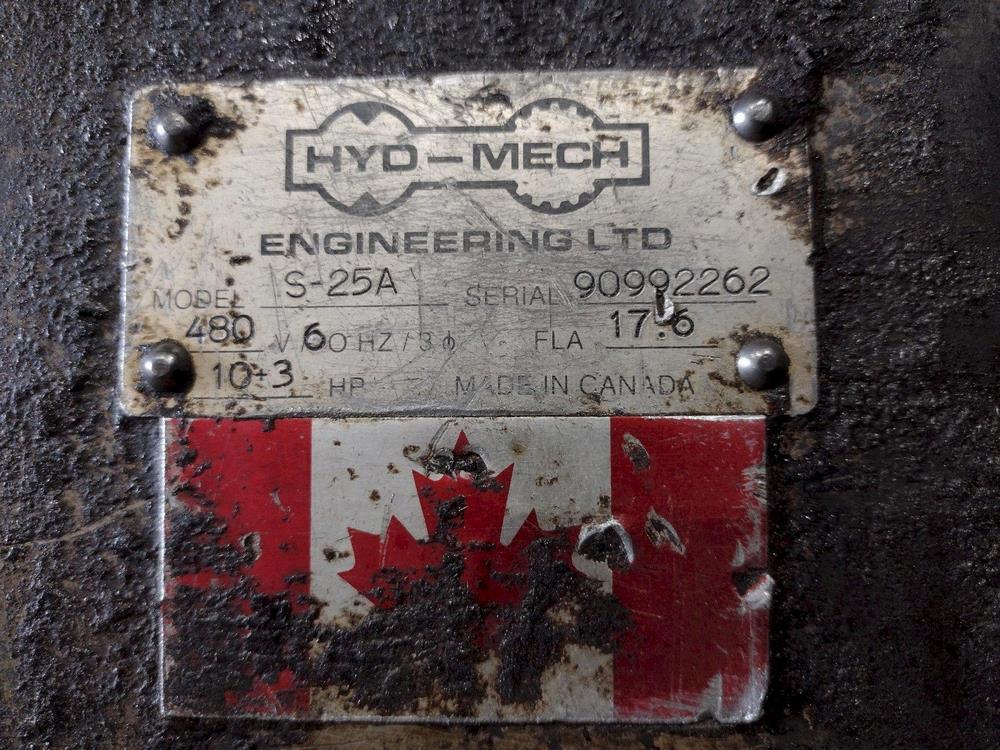 HYD-MECH
ENGINEERING LTD
MODEL S-25A SERIAL 90992262
480 V 60 HZ / 3 ϕ FLA 17.6
10+3 HP MADE IN CANADA